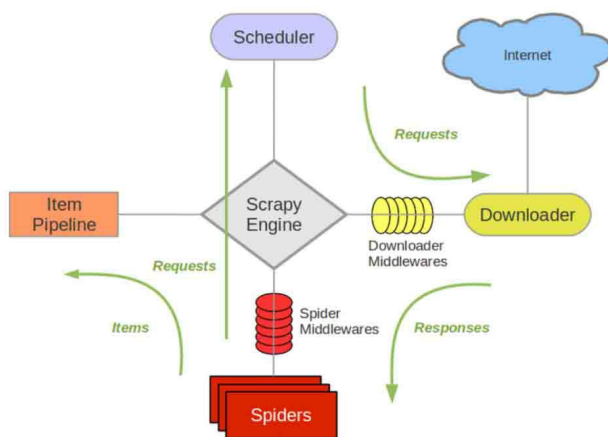 Scheduler
Internet
Requests
Item
Pipeline
Scrapy
Engine
Downloader
Downloader
Middlewares
Requests
Items
Spider
Middlewares
Responses
Spiders